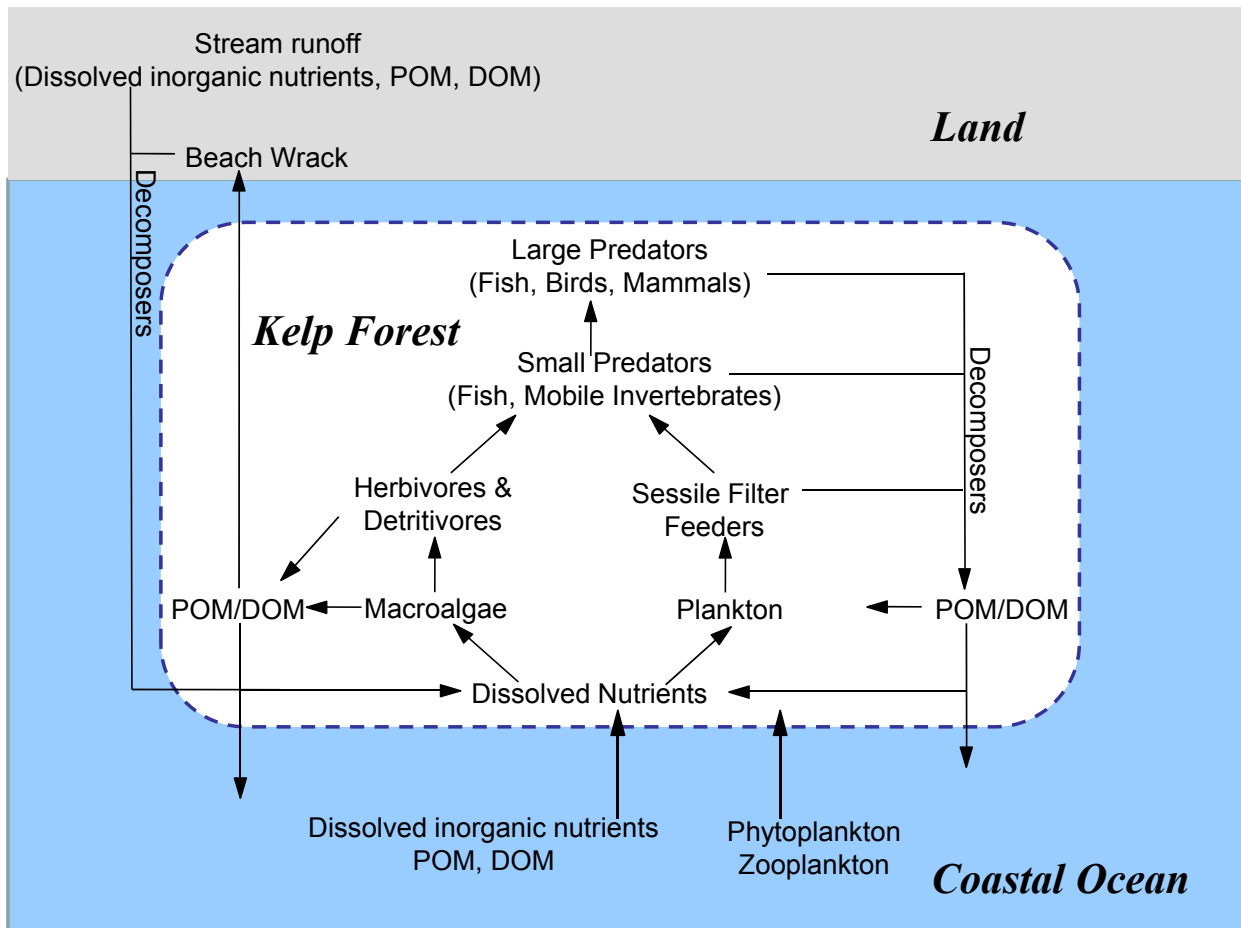 Stream runoff
(Dissolved inorganic nutrients, POM, DOM)
Land
Beach Wrack
Decomposers
Large Predators
(Fish, Birds, Mammals)
Kelp Forest
Small Predators
(Fish, Mobile Invertebrates)
Decomposers
Herbivores &
Detritivores
Sessile Filter
Feeders
POM/DOM
Macroalgae
Plankton
POM/DOM
Dissolved Nutrients
Dissolved inorganic nutrients
POM, DOM
Phytoplankton
Zooplankton
Coastal Ocean